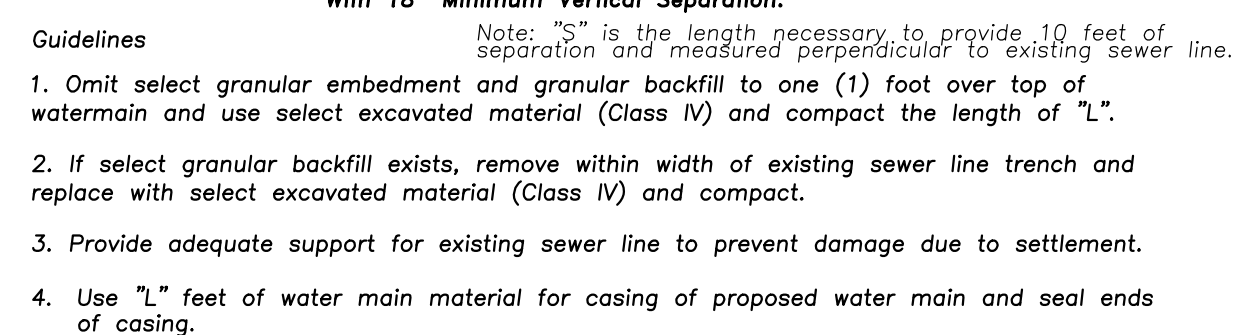 With 18" Minimum Vertical Separation.
Guidelines
Note: "S" is the length necessary to provide 10 feet of
separation and measured perpendicular to existing sewer line.
1. Omit select granular embedment and granular backfill to one (1) foot over top of
watermain and use select excavated material (Class IV) and compact the length of "L".
2. If select granular backfill exists, remove within width of existing sewer line trench and
replace with select excavated material (Class IV) and compact.
3. Provide adequate support for existing sewer line to prevent damage due to settlement.
4. Use "L" feet of water main material for casing of proposed water main and seal ends
of casing.